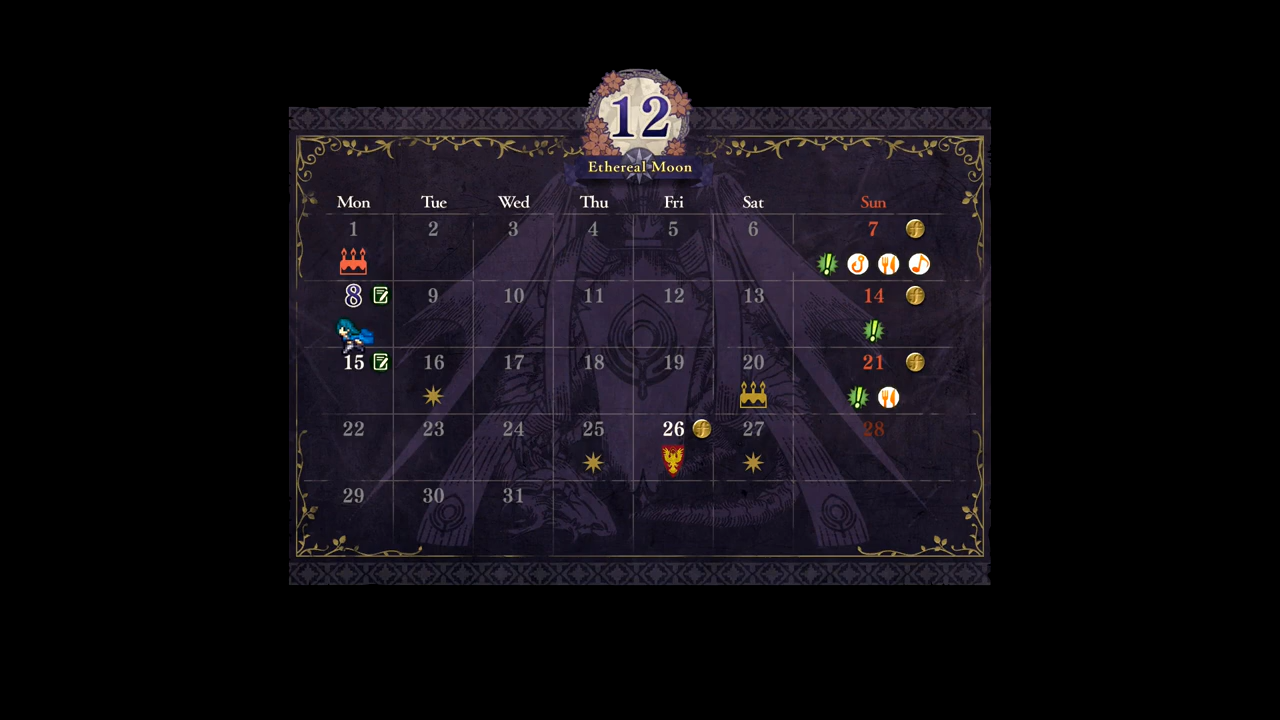 12
Ethereal Moon
Mon Tue Wed Thu Fri Sat Sun
1 2 3 4 5 6 7
8 9 10 11 12 13 14
15 16 17 18 19 20 21
22 23 24 25 26 27 28
29 30 31